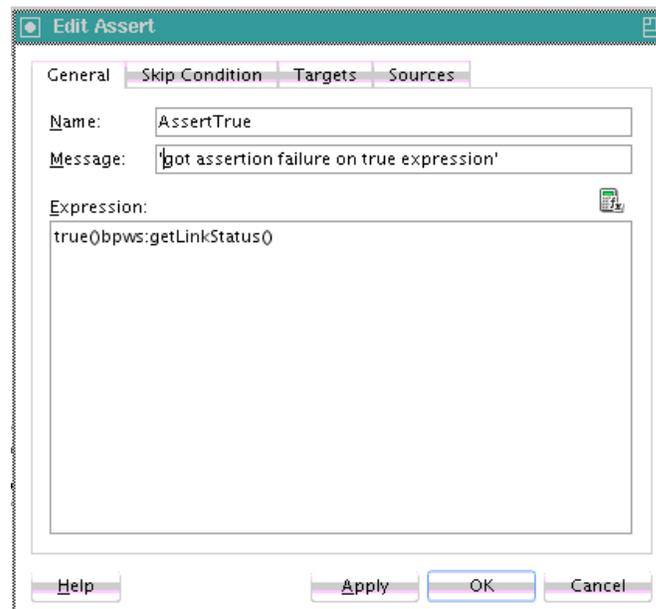 Edit Assert
General Skip Condition Targets Sources
Name: AssertTrue
Message: 'got assertion failure on true expression'
Expression:
true()bpws:getLinkStatus()
Help Apply OK Cancel